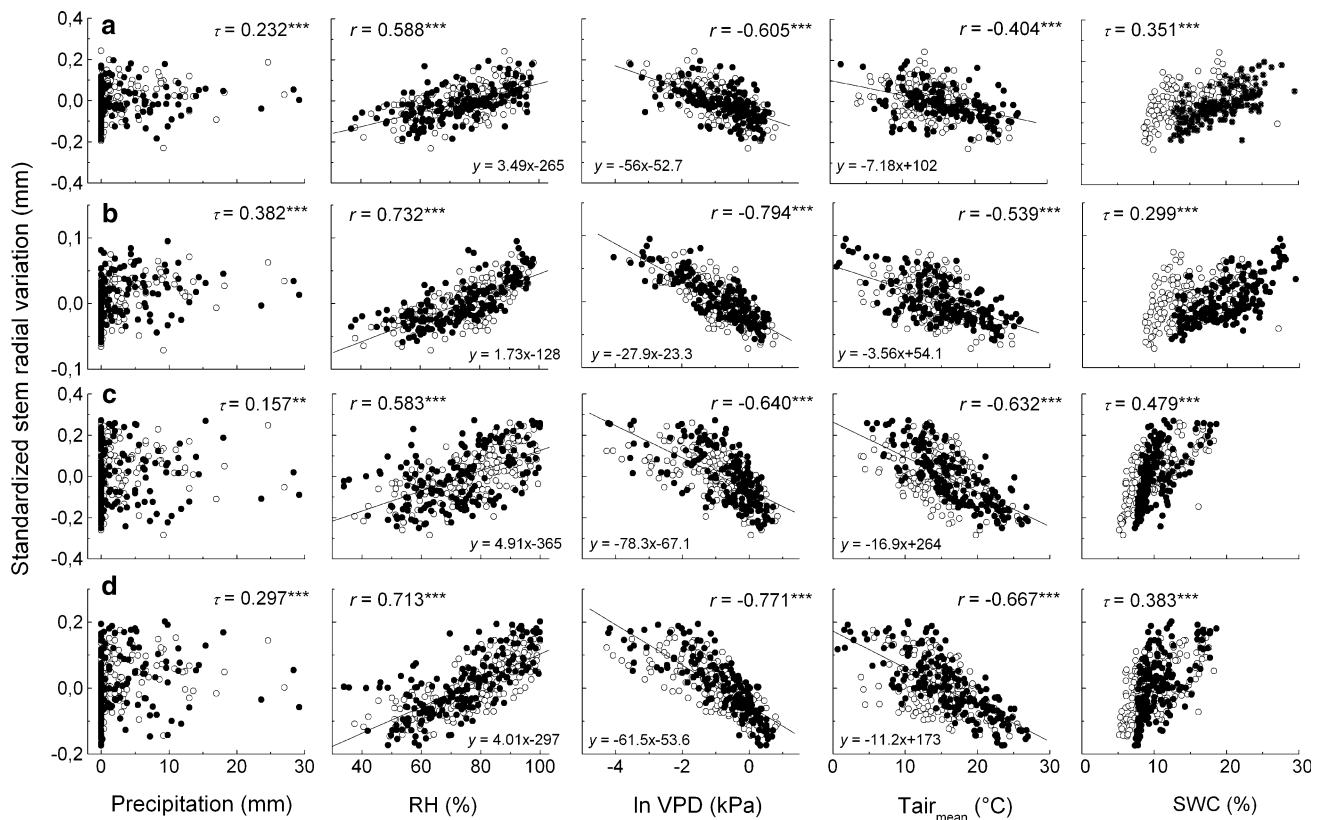 Standardized stem radial variation (mm)
a
τ = 0.232***
r = 0.588***
r = -0.605***
r = -0.404***
τ = 0.351***
0,4
0,2
0,0
-0,2
-0,4
y = 3.49x-265
y = -56x-52.7
y = -7.18x+102
b
τ = 0.382***
r = 0.732***
r = -0.794***
r = -0.539***
τ = 0.299***
0,1
0,0
-0,1
y = 1.73x-128
y = -27.9x-23.3
y = -3.56x+54.1
c
τ = 0.157**
r = 0.583***
r = -0.640***
r = -0.632***
τ = 0.479***
0,4
0,2
0,0
-0,2
-0,4
y = 4.91x-365
y = -78.3x-67.1
y = -16.9x+264
d
τ = 0.297***
r = 0.713***
r = -0.771***
r = -0.667***
τ = 0.383***
0,2
0,0
-0,2
y = 4.01x-297
y = -61.5x-53.6
y = -11.2x+173
0 10 20 30
40 60 80 100
-4 -2 0
0 10 20 30
0 10 20 30
Precipitation (mm)
RH (%)
ln VPD (kPa)
Tair mean (°C)
SWC (%)